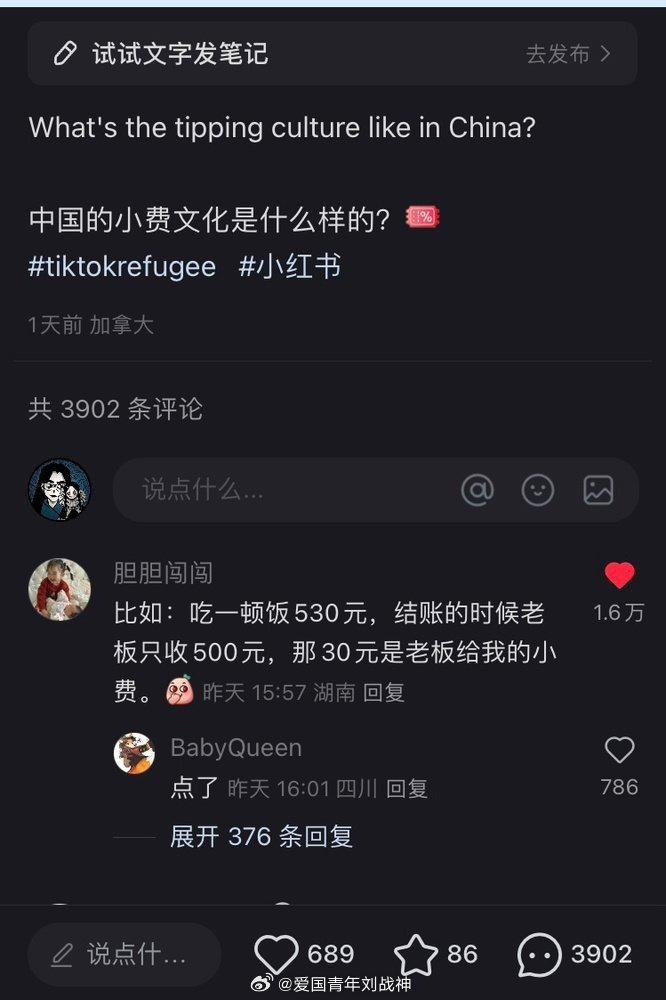 试试文字发笔记 去发布 >
What's the tipping culture like in China?
中国的小费文化是什么样的？
#tiktokrefugee #小红书
1天前 加拿大
共 3902 条评论
说点什么...
胆胆闯闯
比如：吃一顿饭530元，结账的时候老
板只收500元，那30元是老板给我的小
费。 昨天 15:57 湖南 回复
1.6万
BabyQueen
点了 昨天 16:01 四川 回复
786
展开 376 条回复
说点什... 689 86 3902
@爱国青年刘战神